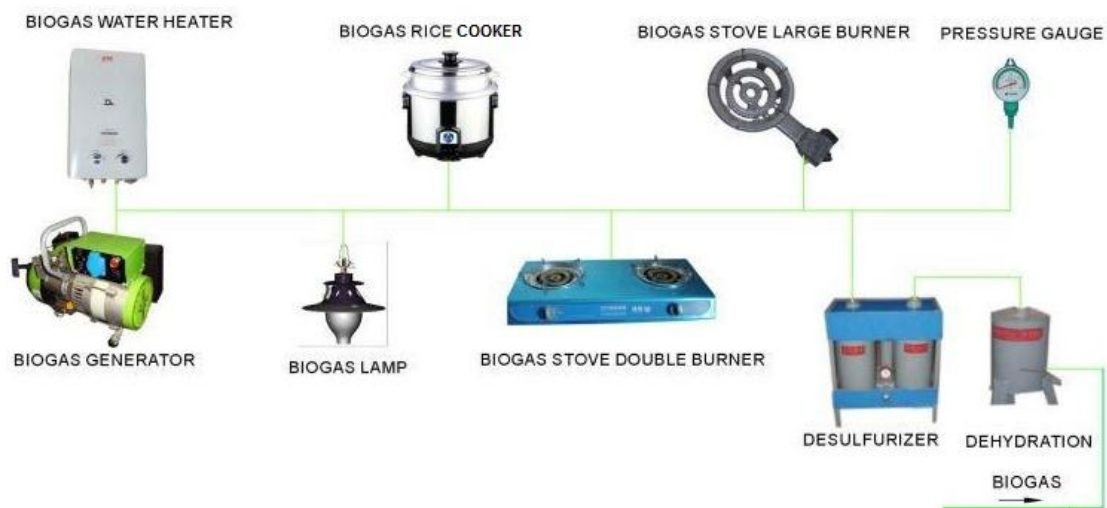 BIOGAS WATER HEATER
BIOGAS RICE COOKER
BIOGAS STOVE LARGE BURNER
PRESSURE GAUGE
BIOGAS GENERATOR
BIOGAS LAMP
BIOGAS STOVE DOUBLE BURNER
DESULFURIZER
DEHYDRATION
BIOGAS